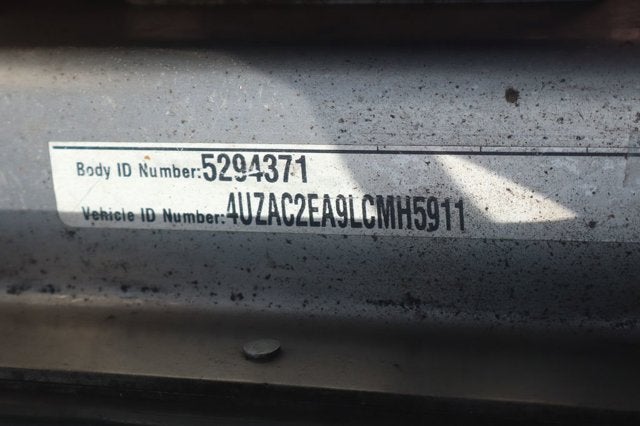 Body ID Number:5294371
Vehicle ID Number:4UZAC2EA9LCMH5911